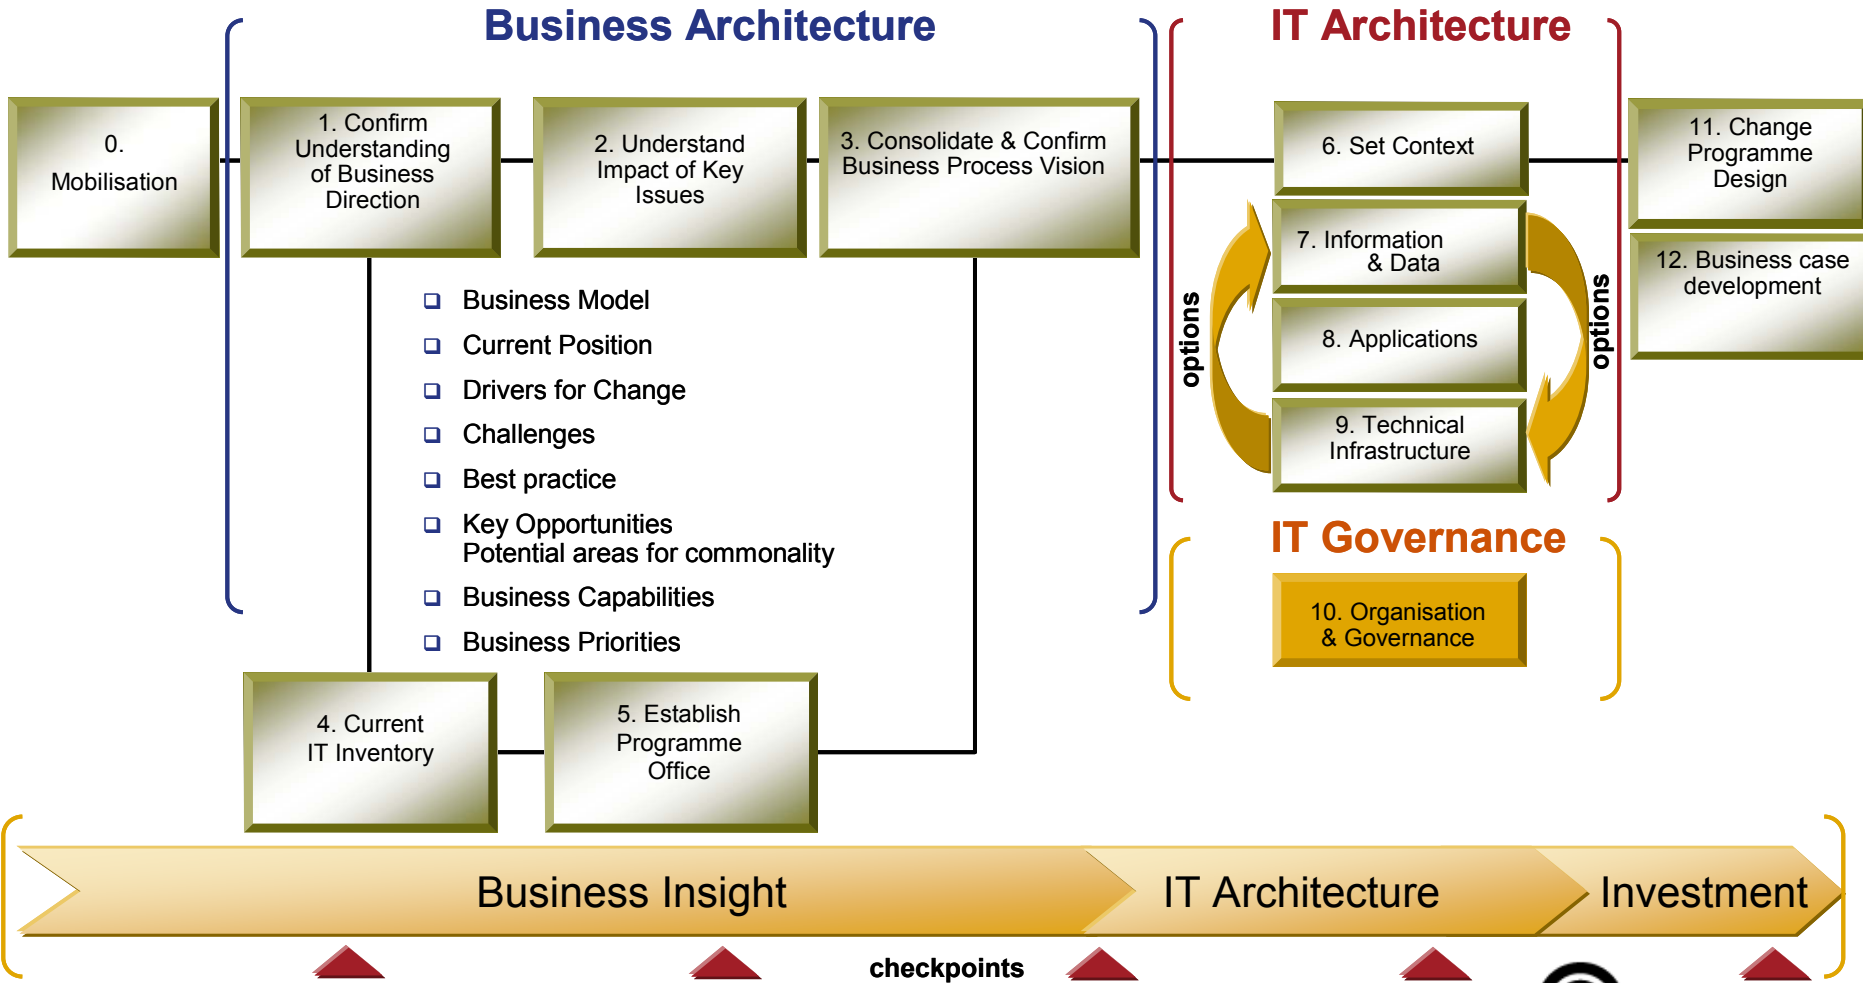 Business Architecture
IT Architecture
0.
Mobilisation
1. Confirm
Understanding
of Business
Direction
2. Understand
Impact of Key
Issues
3. Consolidate & Confirm
Business Process Vision
6. Set Context
11. Change
Programme
Design
7. Information
& Data
12. Business case
development
options
options
8. Applications
9. Technical
Infrastructure
Business Model
Current Position
Drivers for Change
Challenges
Best practice
Key Opportunities
Potential areas for commonality
Business Capabilities
Business Priorities
IT Governance
10. Organisation
& Governance
4. Current
IT Inventory
5. Establish
Programme
Office
Business Insight
IT Architecture
Investment
checkpoints